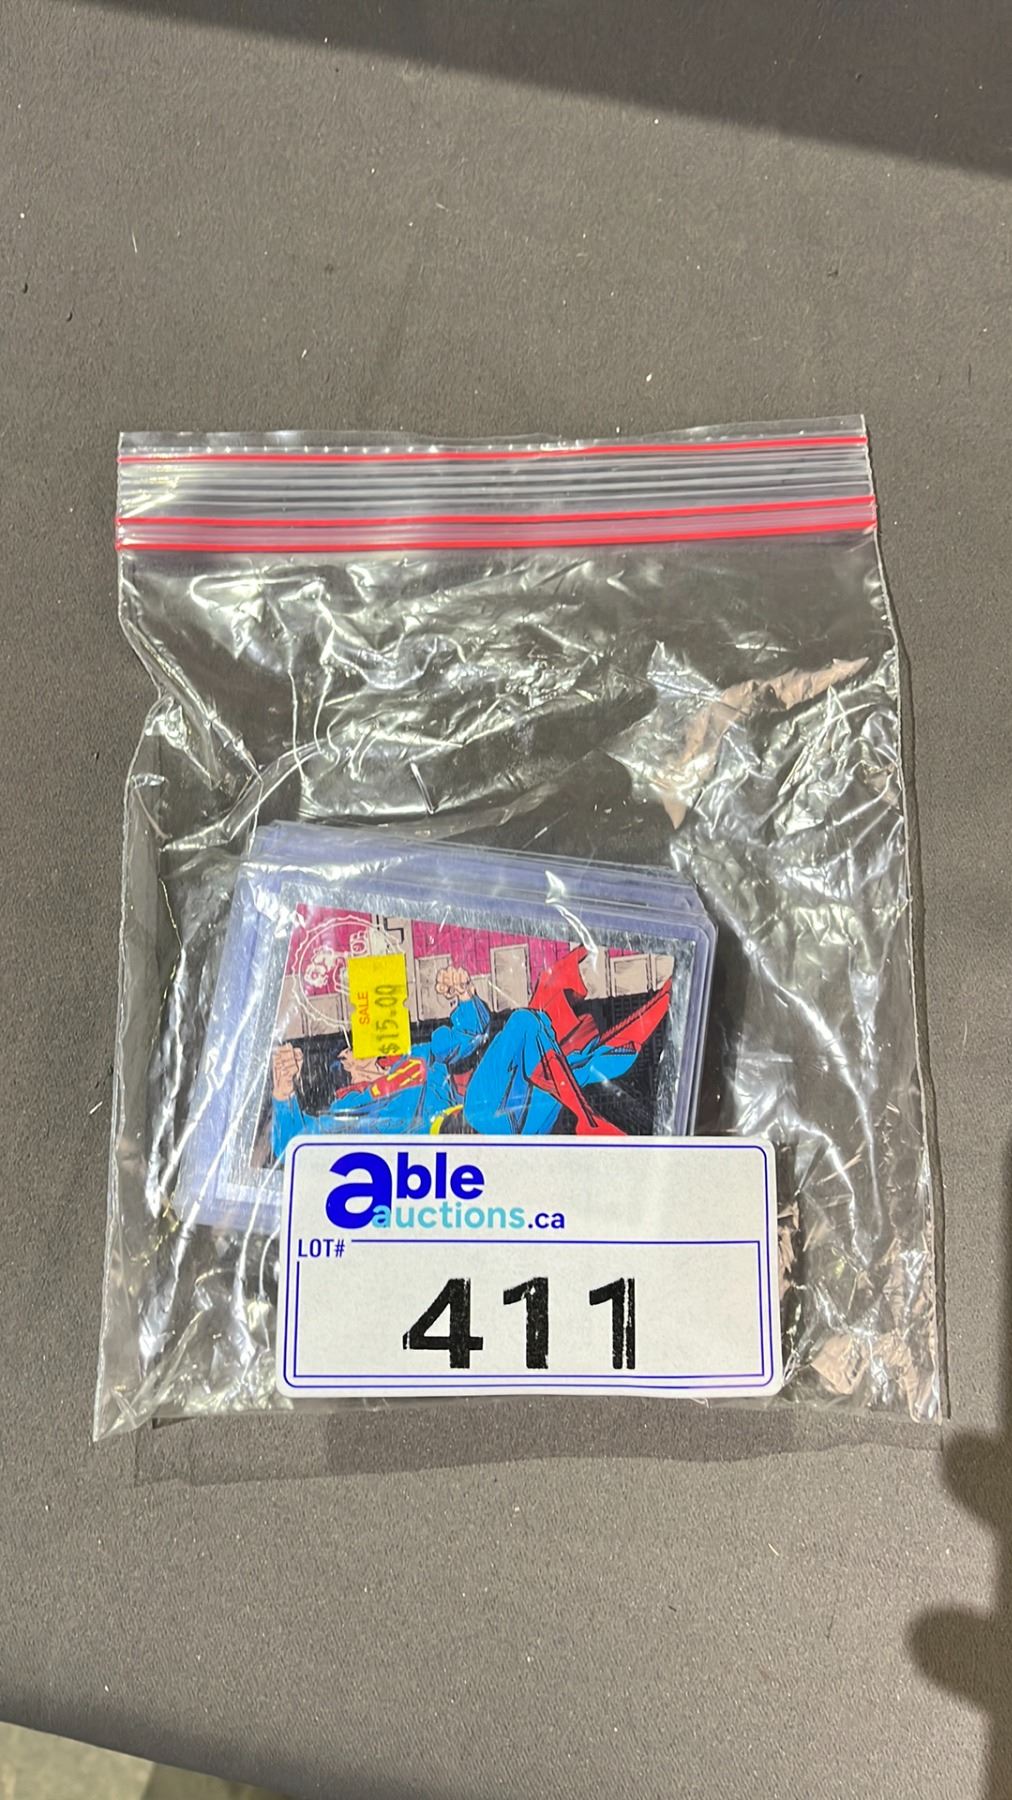 SALE
$15.00
able
auctions.ca
LOT#
411